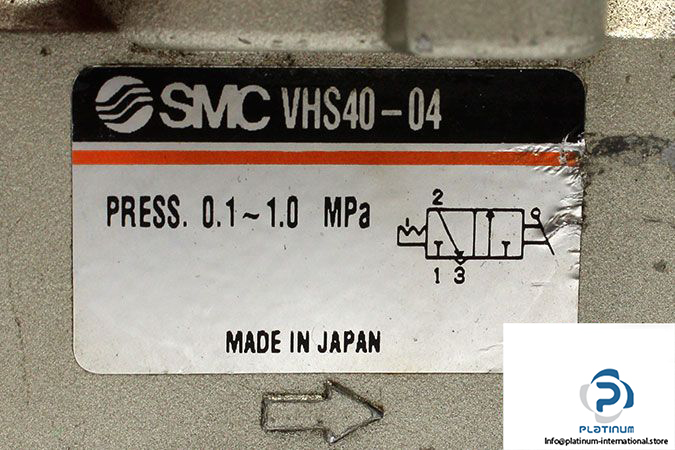 SMC VHS40-04
PRESS. 0.1~1.0 MPa
2
1 3
MADE IN JAPAN
PLATINUM
Info@platinum-international.store